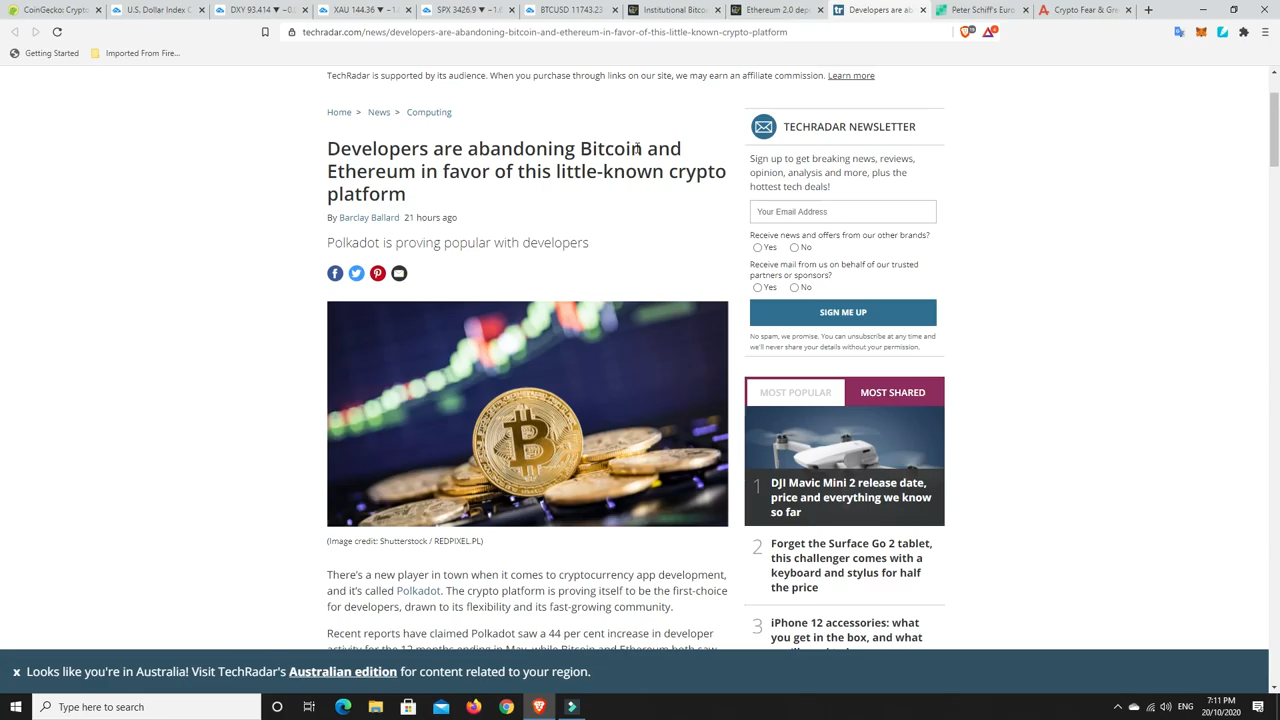 CoinGecko: Crypto
U.S. Dollar Index C
DXY 93.414 ▼ −0.
XAU 144.36 ▼ −1.
SPX 3426.9 ▼ −2.
BTCUSD 11743.23
Institutional Bitco
Ethereum 2.0 dep
Developers are ab
Peter Schiff's Euro
Crypto Fear & Gre
techradar.com/news/developers-are-abandoning-bitcoin-and-ethereum-in-favor-of-this-little-known-crypto-platform
Getting Started
Imported From Fire...
TechRadar is supported by its audience. When you purchase through links on our site, we may earn an affiliate commission. Learn more
Home > News > Computing
Developers are abandoning Bitcoin and
Ethereum in favor of this little-known crypto
platform
By Barclay Ballard 21 hours ago
Polkadot is proving popular with developers
(Image credit: Shutterstock / REDPIXEL.PL)
There's a new player in town when it comes to cryptocurrency app development,
and it's called Polkadot. The crypto platform is proving itself to be the first-choice
for developers, drawn to its flexibility and its fast-growing community.
Recent reports have claimed Polkadot saw a 44 per cent increase in developer
activity for the 12 months ending in May, while Bitcoin and Ethereum both saw
TECHRADAR NEWSLETTER
Sign up to get breaking news, reviews,
opinion, analysis and more, plus the
hottest tech deals!
Your Email Address
Receive news and offers from our other brands?
Yes No
Receive mail from us on behalf of our trusted
partners or sponsors?
Yes No
SIGN ME UP
No spam, we promise. You can unsubscribe at any time and
we'll never share your details without your permission.
MOST POPULAR
MOST SHARED
1 DJI Mavic Mini 2 release date,
price and everything we know
so far
2 Forget the Surface Go 2 tablet,
this challenger comes with a
keyboard and stylus for half
the price
3 iPhone 12 accessories: what
you get in the box, and what
x Looks like you're in Australia! Visit TechRadar's Australian edition for content related to your region.
Type here to search
ENG
7:11 PM
20/10/2020